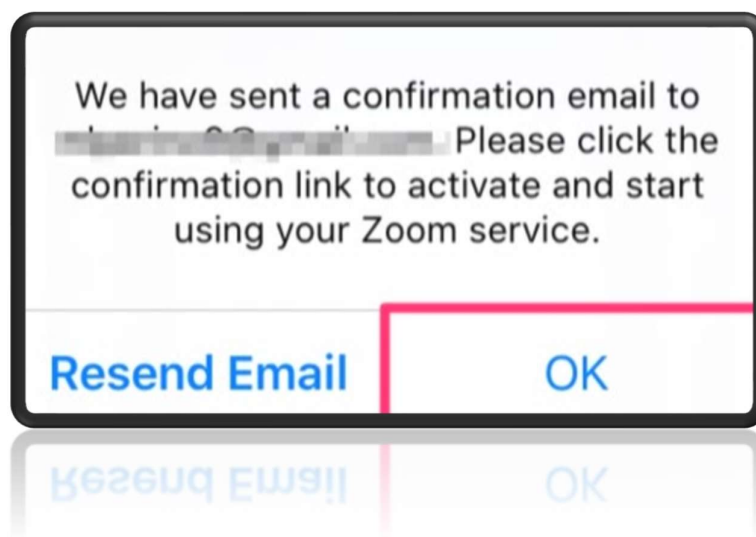 We have sent a confirmation email to
Please click the
confirmation link to activate and start
using your Zoom service.
Resend Email
OK